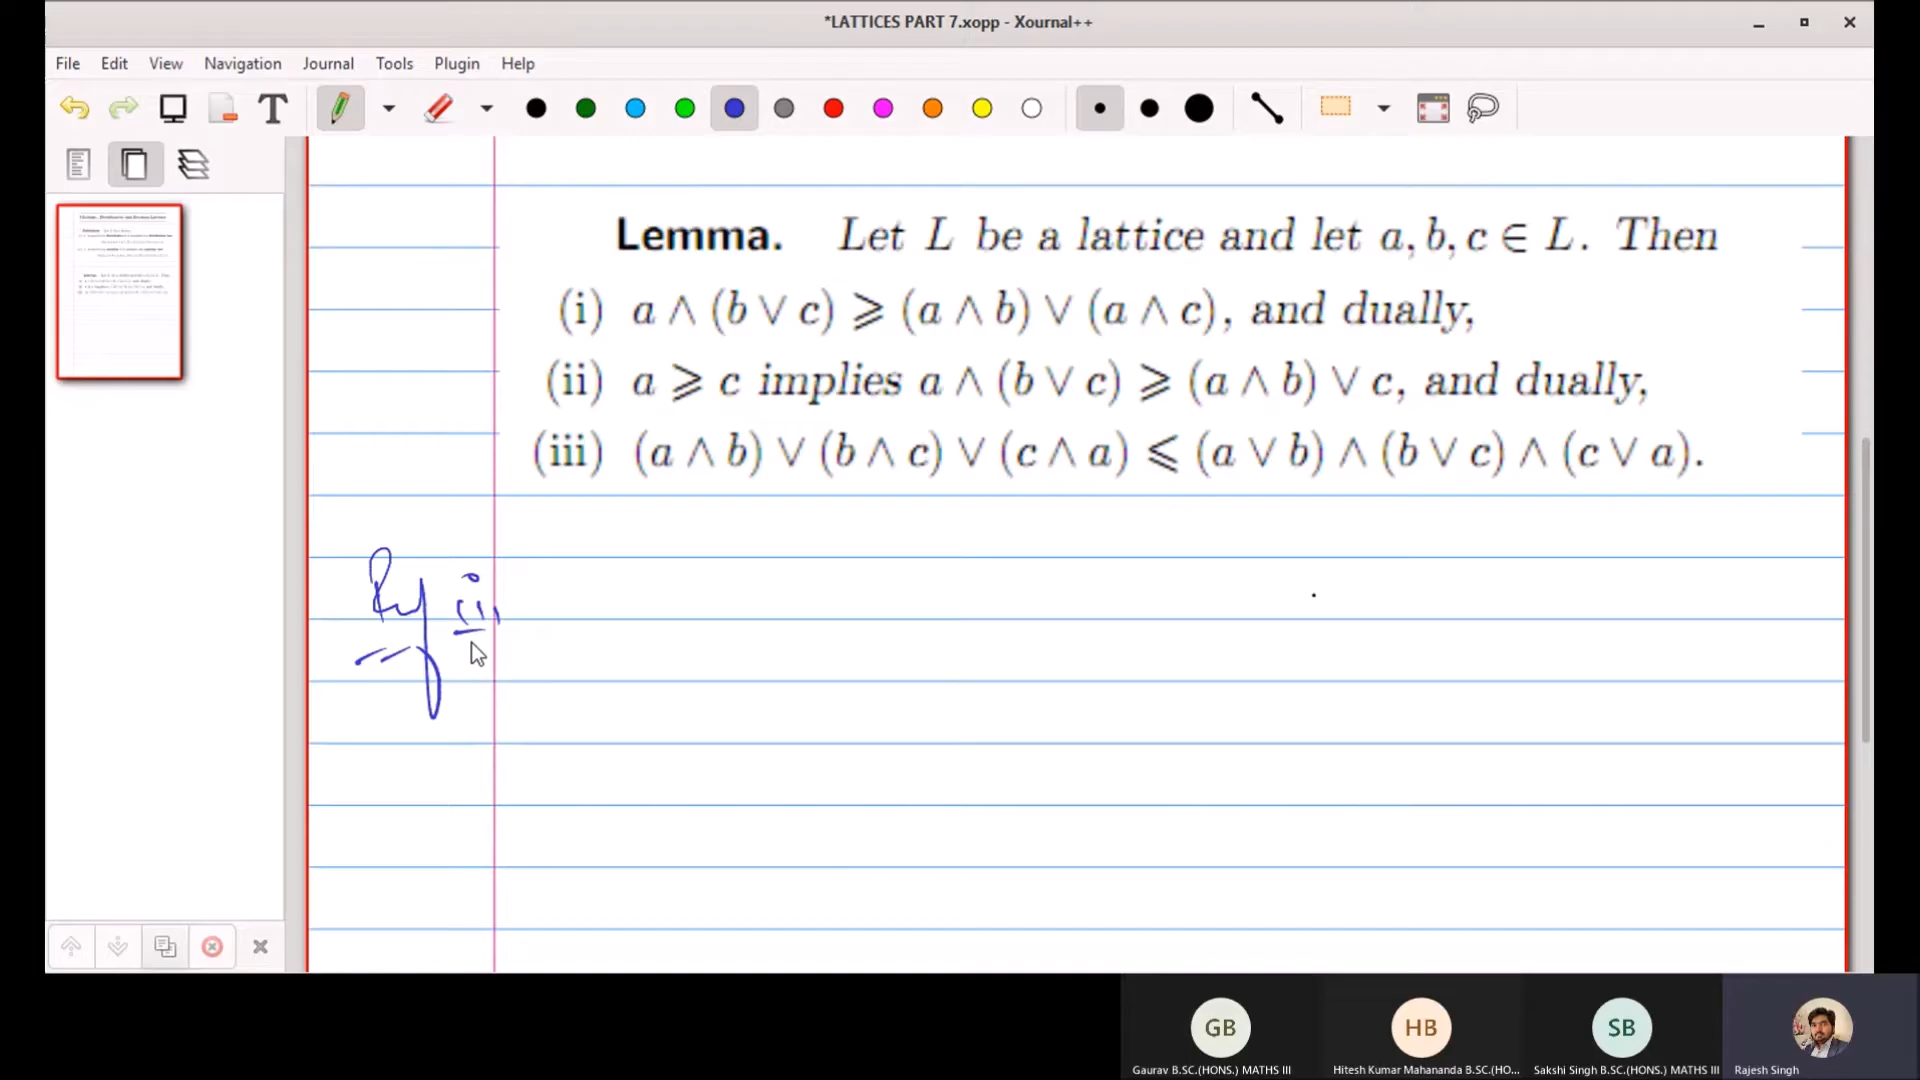 *LATTICES PART 7.xopp - Xournal++
File Edit View Navigation Journal Tools Plugin Help
Lemma. Let L be a lattice and let a, b, c ∈ L. Then
(i) a ∧ (b ∨ c) ⩾ (a ∧ b) ∨ (a ∧ c), and dually,
(ii) a ⩾ c implies a ∧ (b ∨ c) ⩾ (a ∧ b) ∨ c, and dually,
(iii) (a ∧ b) ∨ (b ∧ c) ∨ (c ∧ a) ⩽ (a ∨ b) ∧ (b ∨ c) ∧ (c ∨ a).
GB HB SB
Gaurav B.SC.(HONS.) MATHS III Hitesh Kumar Mahananda B.SC.(HO... Sakshi Singh B.SC.(HONS.) MATHS III Rajesh Singh